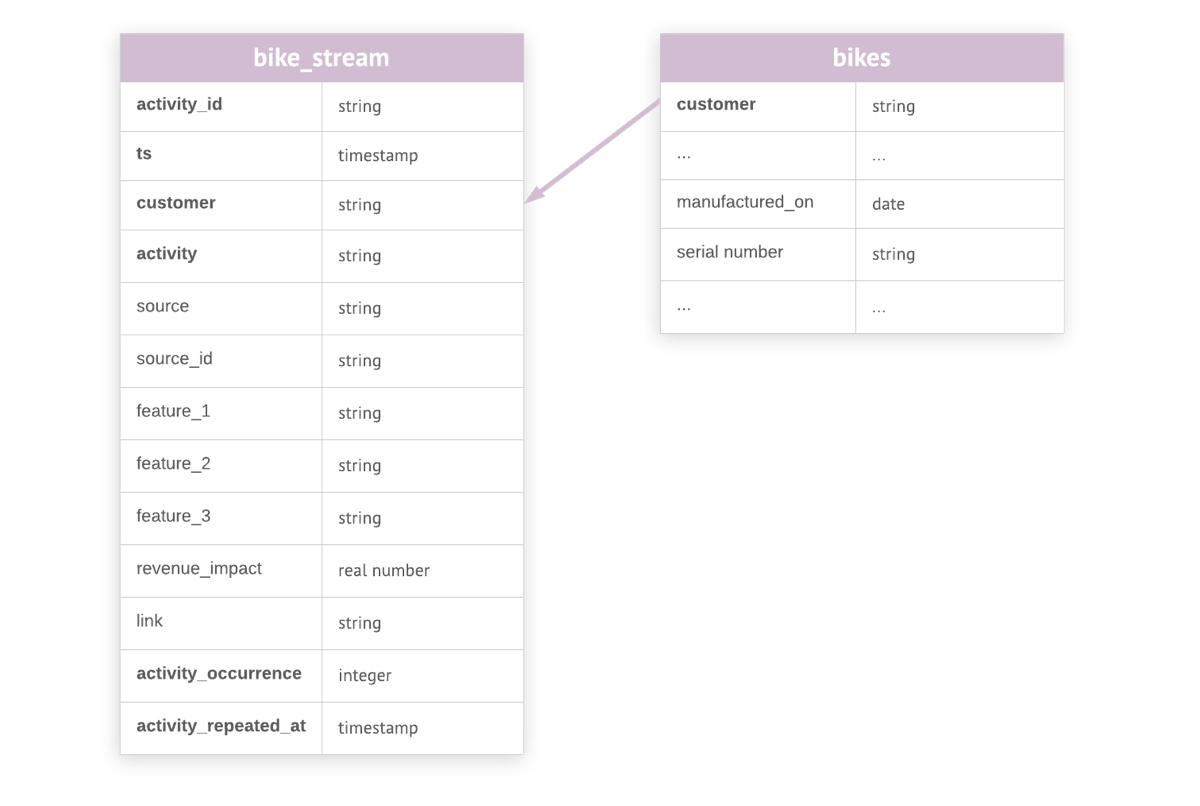 bike_stream
activity_id string
ts timestamp
customer string
activity string
source string
source_id string
feature_1 string
feature_2 string
feature_3 string
revenue_impact real number
link string
activity_occurrence integer
activity_repeated_at timestamp
bikes
customer string
... ...
manufactured_on date
serial number string
... ...